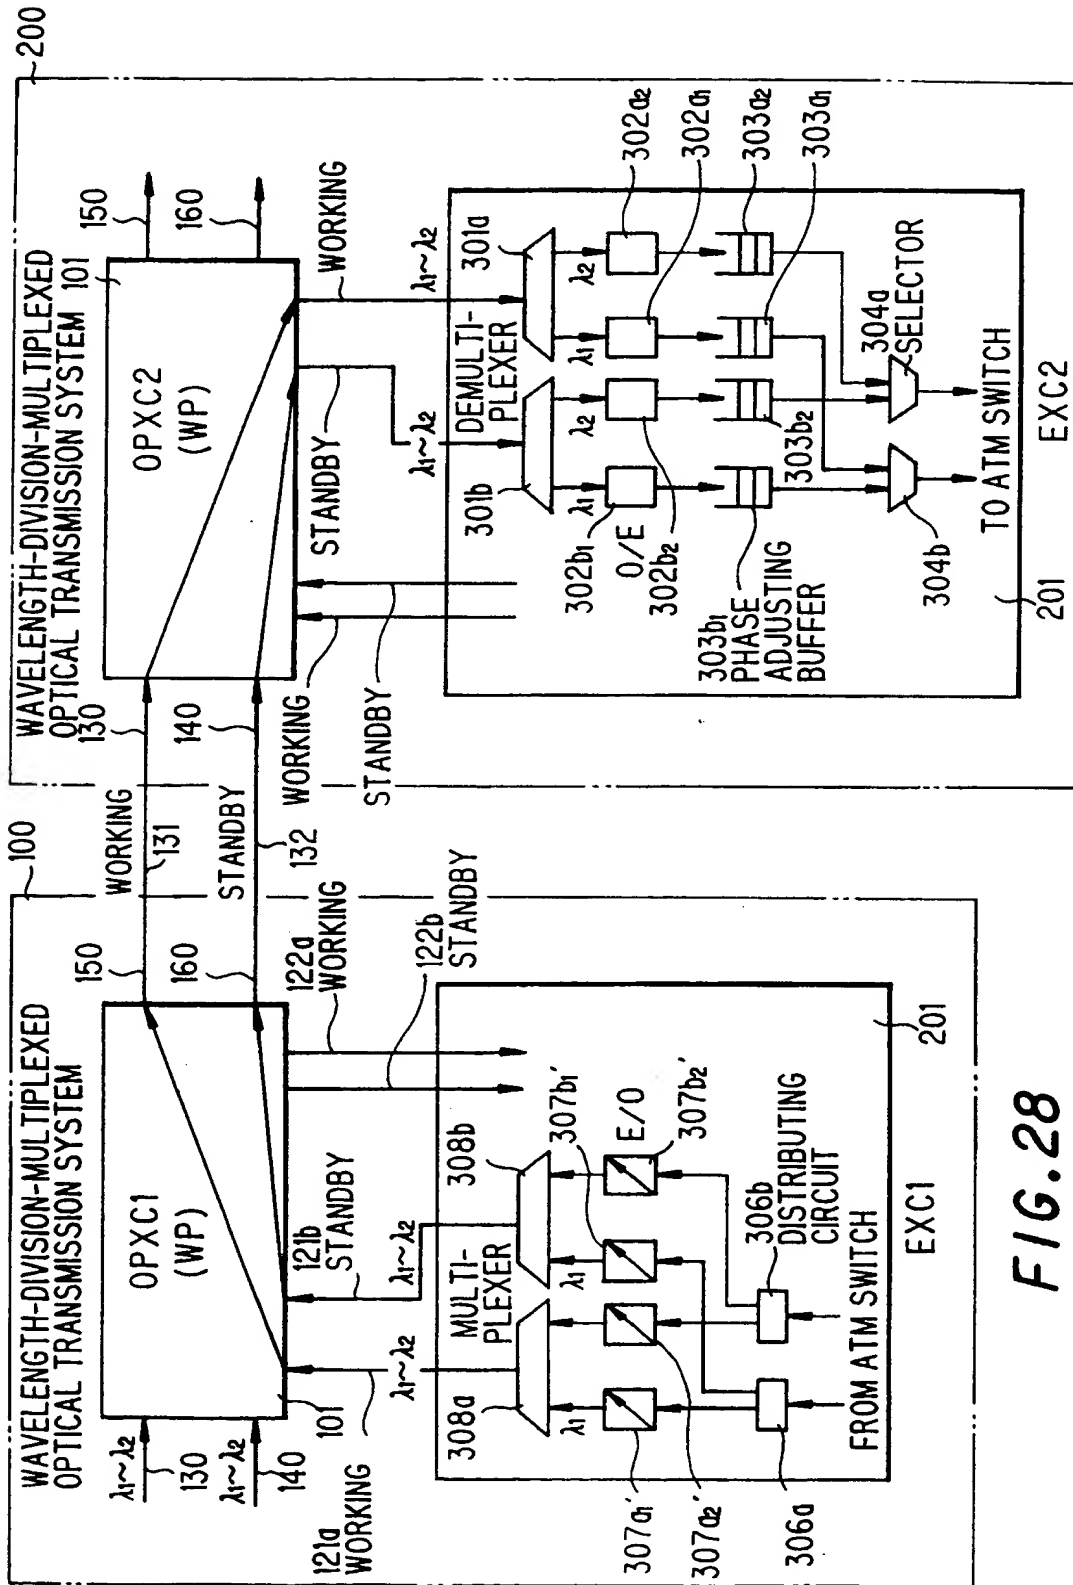 WAVELENGTH-DIVISION-MULTIPLEXED
OPTICAL TRANSMISSION SYSTEM
100
λ1~λ2
130
λ1~λ2
140
101
OPXC1
(WP)
150
160
WORKING
131
STANDBY
132
121a
WORKING
λ1~λ2
121b
STANDBY
λ1~λ2
122a
WORKING
122b
STANDBY
308a
MULTI-
PLEXER
308b
λ1
λ1
307a1'
307a2'
307b1'
E/O
307b2'
306a
306b
DISTRIBUTING
CIRCUIT
FROM ATM SWITCH
201
EXC1
WAVELENGTH-DIVISION-MULTIPLEXED
OPTICAL TRANSMISSION SYSTEM
200
130
140
101
OPXC2
(WP)
150
160
WORKING
STANDBY
STANDBY
WORKING
λ1~λ2
λ1~λ2
301b
DEMULTI-
PLEXER
301a
λ1
λ2
λ1
λ2
302b1
O/E
302b2
302a2
302a1
303b1
PHASE
ADJUSTING
BUFFER
303b2
303a2
303a1
304b
304a
SELECTOR
TO ATM SWITCH
201
EXC2
FIG.28